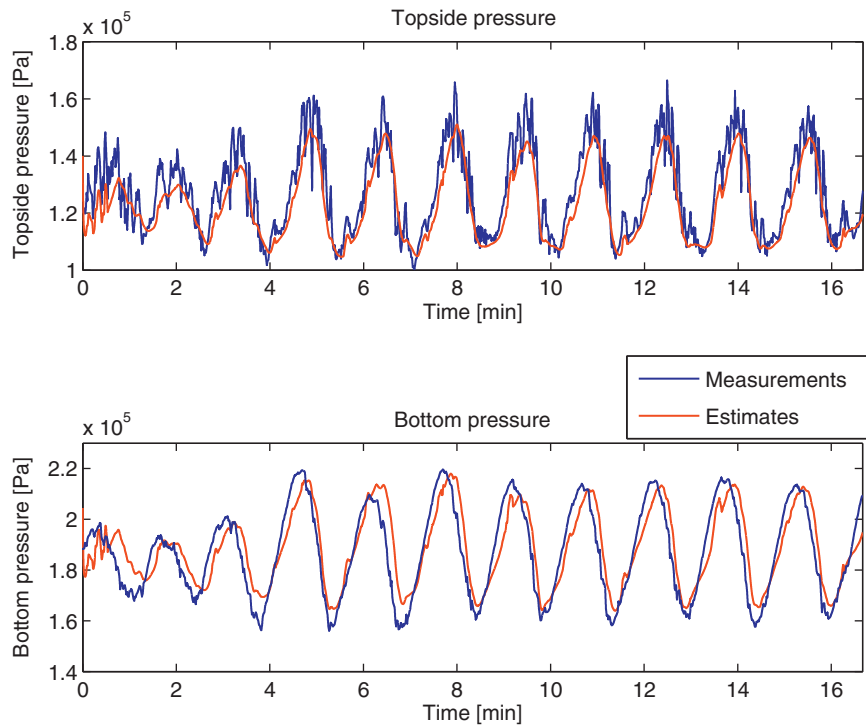 Topside pressure
x 10^5
Topside pressure [Pa]
1.8
1.6
1.4
1.2
1
0 2 4 6 8 10 12 14 16
Time [min]
Measurements
Estimates
Bottom pressure
x 10^5
Bottom pressure [Pa]
2.2
2
1.8
1.6
1.4
0 2 4 6 8 10 12 14 16
Time [min]